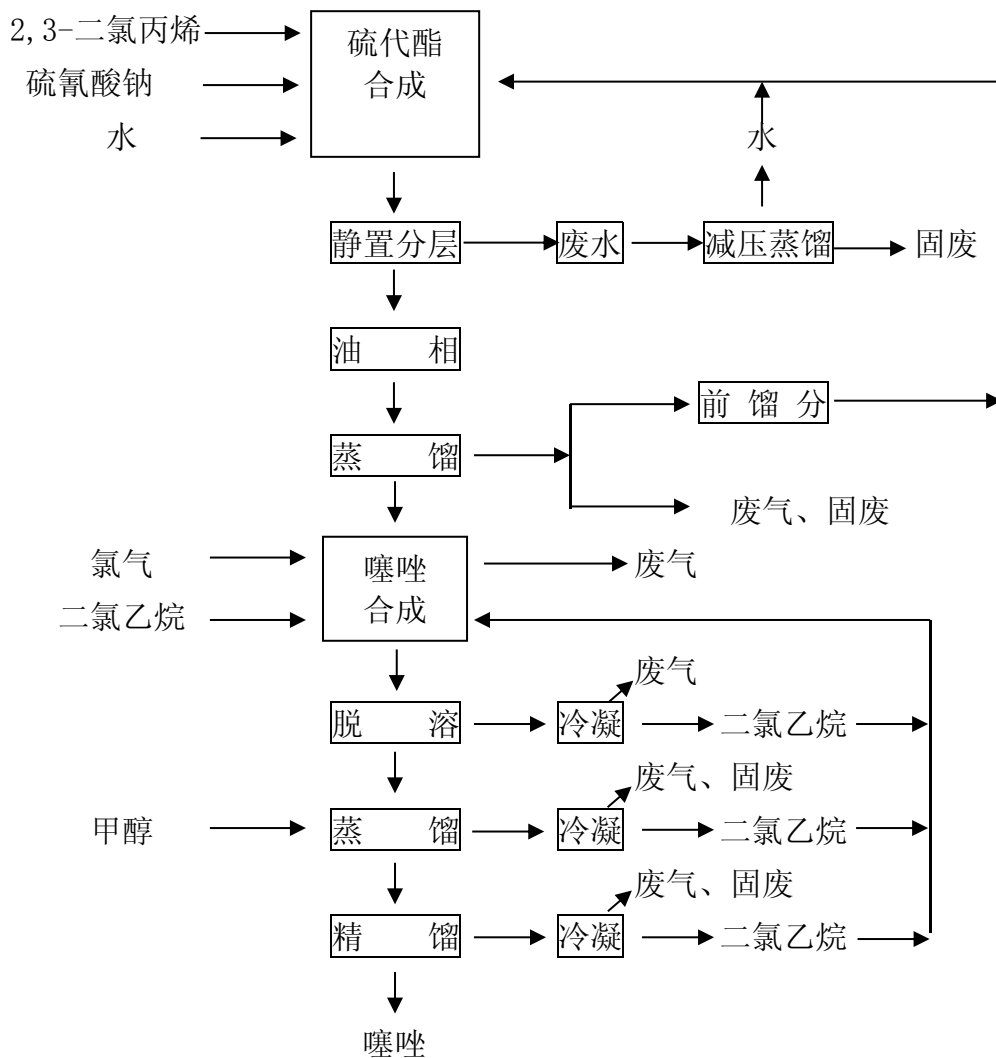 2,3-二氯丙烯
硫氰酸钠
水
硫代酯
合成
水
静置分层
废水
减压蒸馏
固废
油 相
前 馏 分
蒸 馏
废气、固废
氯气
二氯乙烷
噻唑
合成
废气
废气
脱 溶
冷凝
二氯乙烷
废气、固废
甲醇
蒸 馏
冷凝
二氯乙烷
废气、固废
精 馏
冷凝
二氯乙烷
噻唑